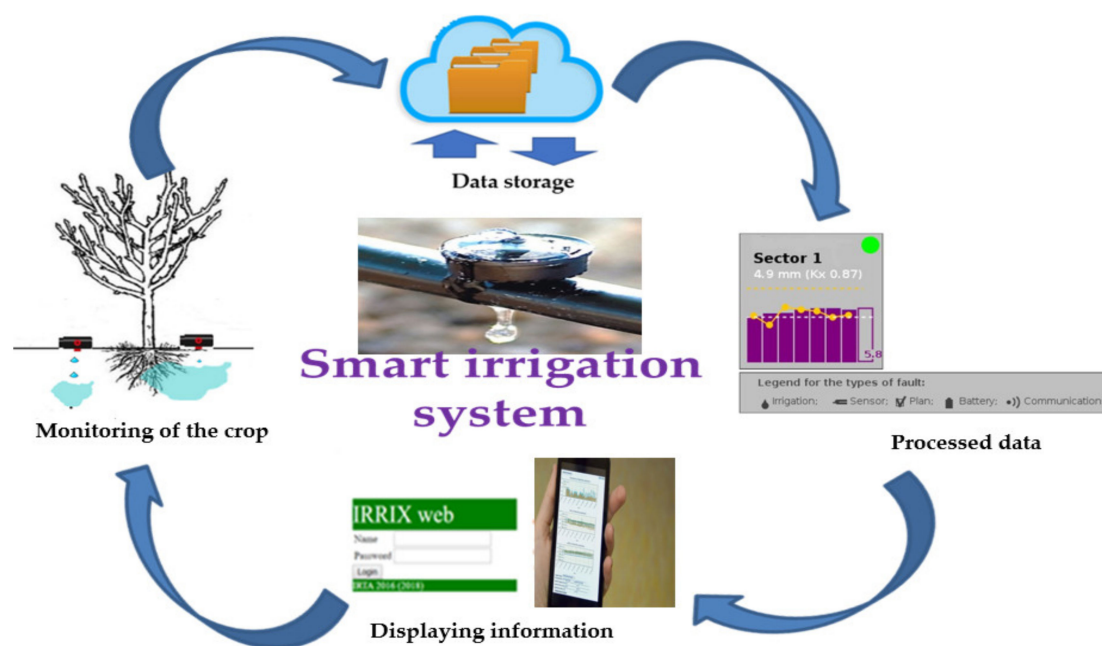 Data storage
Sector 1
4.9 mm (Kx 0.87)
5.8
Legend for the types of fault:
Irrigation; Sensor; Plan; Battery; Communication
Smart irrigation
system
Monitoring of the crop
Processed data
IRRIX web
Name
Password
Login
IRTA 2016 (2018)
Displaying information